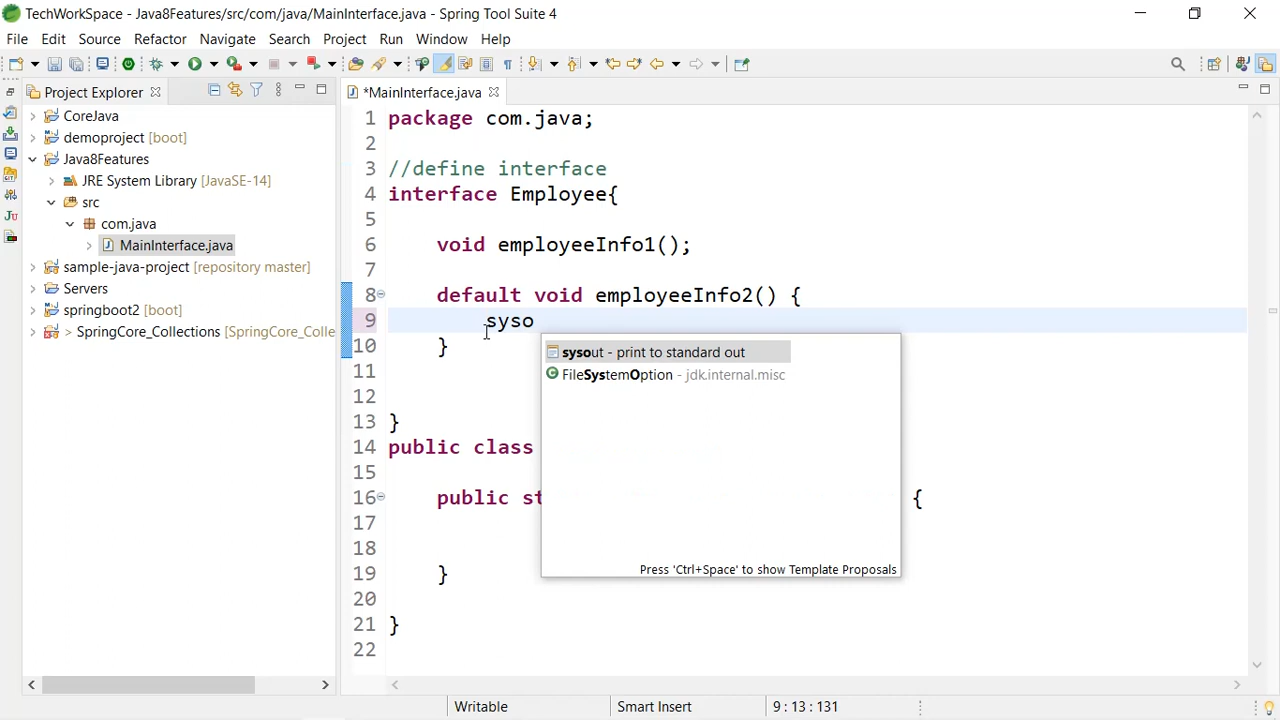 TechWorkSpace - Java8Features/src/com/java/MainInterface.java - Spring Tool Suite 4
File Edit Source Refactor Navigate Search Project Run Window Help
Project Explorer
*MainInterface.java
CoreJava
demoproject [boot]
Java8Features
JRE System Library [JavaSE-14]
src
com.java
MainInterface.java
sample-java-project [repository master]
Servers
springboot2 [boot]
> SpringCore_Collections [SpringCore_Colle
1 package com.java;
2
3 //define interface
4 interface Employee{
5
6 void employeeInfo1();
7
8 default void employeeInfo2() {
9 syso
10 }
11
12
13 }
14 public class
15
16 public st {
17
18
19 }
20
21 }
22
sysout - print to standard out
FileSystemOption - jdk.internal.misc
Press 'Ctrl+Space' to show Template Proposals
Writable Smart Insert 9 : 13 : 131